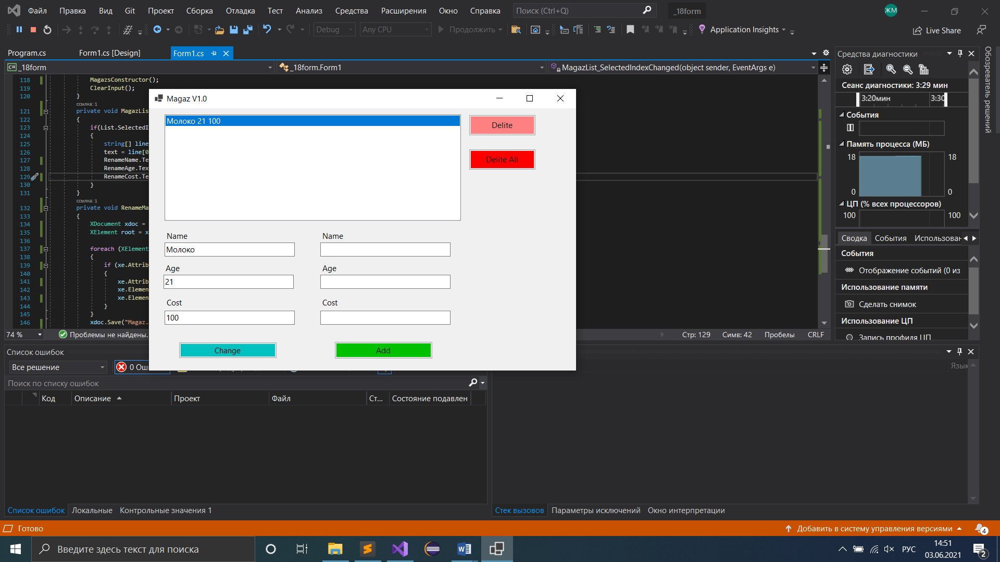 Файл Правка Вид Git Проект Сборка Отладка Тест Анализ Средства Расширения Окно Справка Поиск (Ctrl+Q) _18form ЖМ
Debug Any CPU Продолжить Application Insights Live Share
Program.cs Form1.cs [Design] Form1.cs
_18form _18form.Form1 MagazList_SelectedIndexChanged(object sender, EventArgs e)
118 MagazsConstructor();
119 ClearInput();
120 }
ссылка: 1
121 private void MagazLis
122 {
123 if(List.SelectedI
124 {
125 string[] line
126 text = line[0
127 RenameName.Te
128 RenameAge.Tex
129 RenameCost.Te
130 }
131 }
ссылка: 1
132 private void RenameMa
133 {
134 XDocument xdoc =
135 XElement root = x
136
137 foreach (XElement
138 {
139 if (xe.Attrib
140 {
141 xe.Attrib
142 xe.Elemen
143 xe.Elemen
144 }
145 }
146 xdoc.Save("Magaz.
74 % Проблемы не найдены. Стр: 129 Симв: 42 Пробелы CRLF
Magaz V1.0
Молоко 21 100
Delite
Delite All
Name Name
Молоко
Age Age
21
Cost Cost
100
Change Add
Средства диагностики
Сеанс диагностики: 3:29 мин
3:20мин 3:30
События
Память процесса (МБ)
18 18
0 0
ЦП (% всех процессоров)
100 100
Сводка События Использован
События
Отображение событий (0 из
Использование памяти
Сделать снимок
Использование ЦП
Запись профиля ЦП
Обозреватель решений
Список ошибок
Все решение 0 Ош
Поиск по списку ошибок
Код Описание Проект Файл Ст... Состояние подавлен
Язык
Список ошибок Локальные Контрольные значения 1
Стек вызовов Параметры исключений Окно интерпретации
Готово Добавить в систему управления версиями 4
Введите здесь текст для поиска РУС 14:51
03.06.2021 2